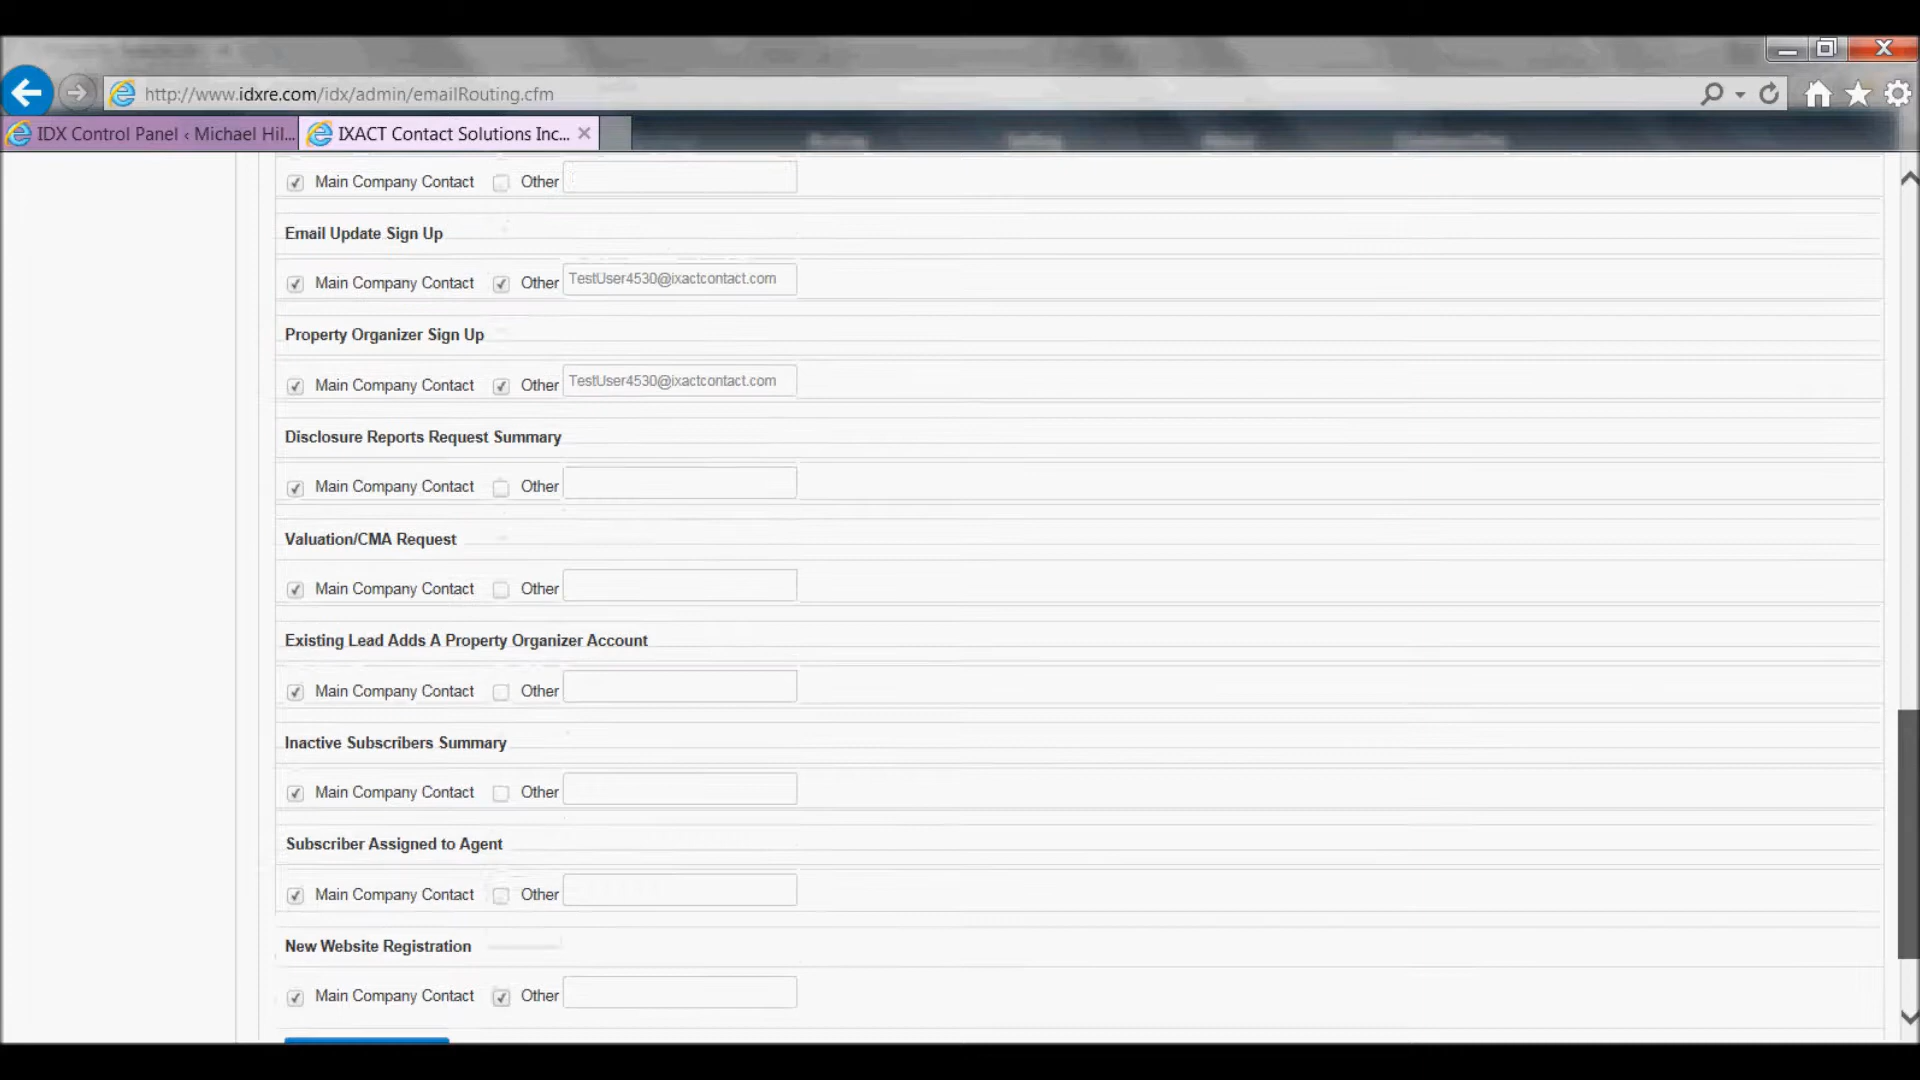 http://www.idxre.com/idx/admin/emailRouting.cfm
IDX Control Panel ‹ Michael Hil...
IXACT Contact Solutions Inc...
Main Company Contact Other
Email Update Sign Up
Main Company Contact Other TestUser4530@ixactcontact.com
Property Organizer Sign Up
Main Company Contact Other TestUser4530@ixactcontact.com
Disclosure Reports Request Summary
Main Company Contact Other
Valuation/CMA Request
Main Company Contact Other
Existing Lead Adds A Property Organizer Account
Main Company Contact Other
Inactive Subscribers Summary
Main Company Contact Other
Subscriber Assigned to Agent
Main Company Contact Other
New Website Registration
Main Company Contact Other